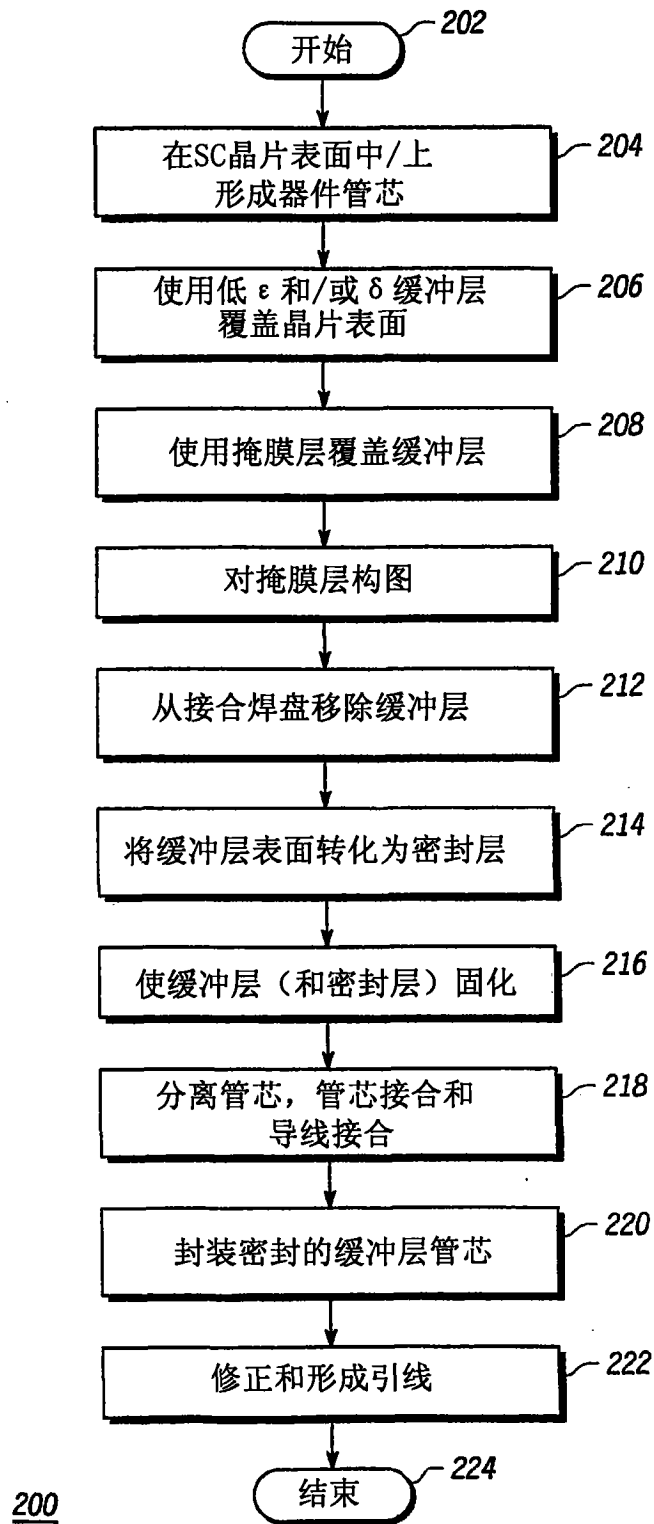 开始
202
在SC晶片表面中/上
形成器件管芯
204
使用低 ε 和/或 δ 缓冲层
覆盖晶片表面
206
使用掩膜层覆盖缓冲层
208
对掩膜层构图
210
从接合焊盘移除缓冲层
212
将缓冲层表面转化为密封层
214
使缓冲层（和密封层）固化
216
分离管芯，管芯接合和
导线接合
218
封装密封的缓冲层管芯
220
修正和形成引线
222
结束
224
200